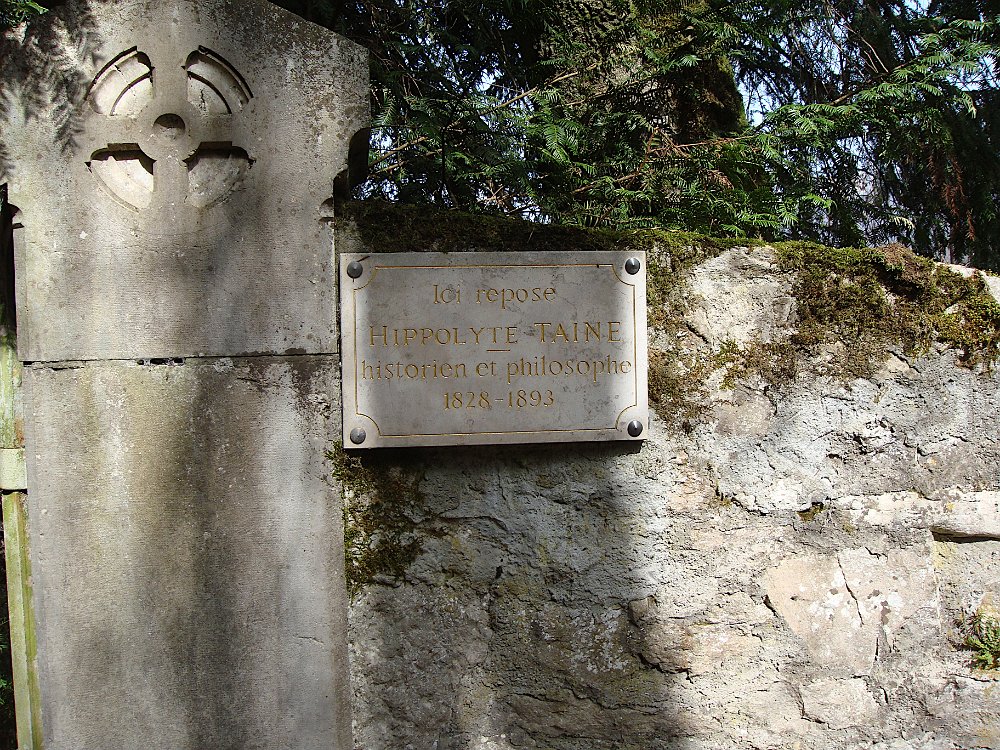 Ici repose
HIPPOLYTE TAINE
historien et philosophe
1828-1893